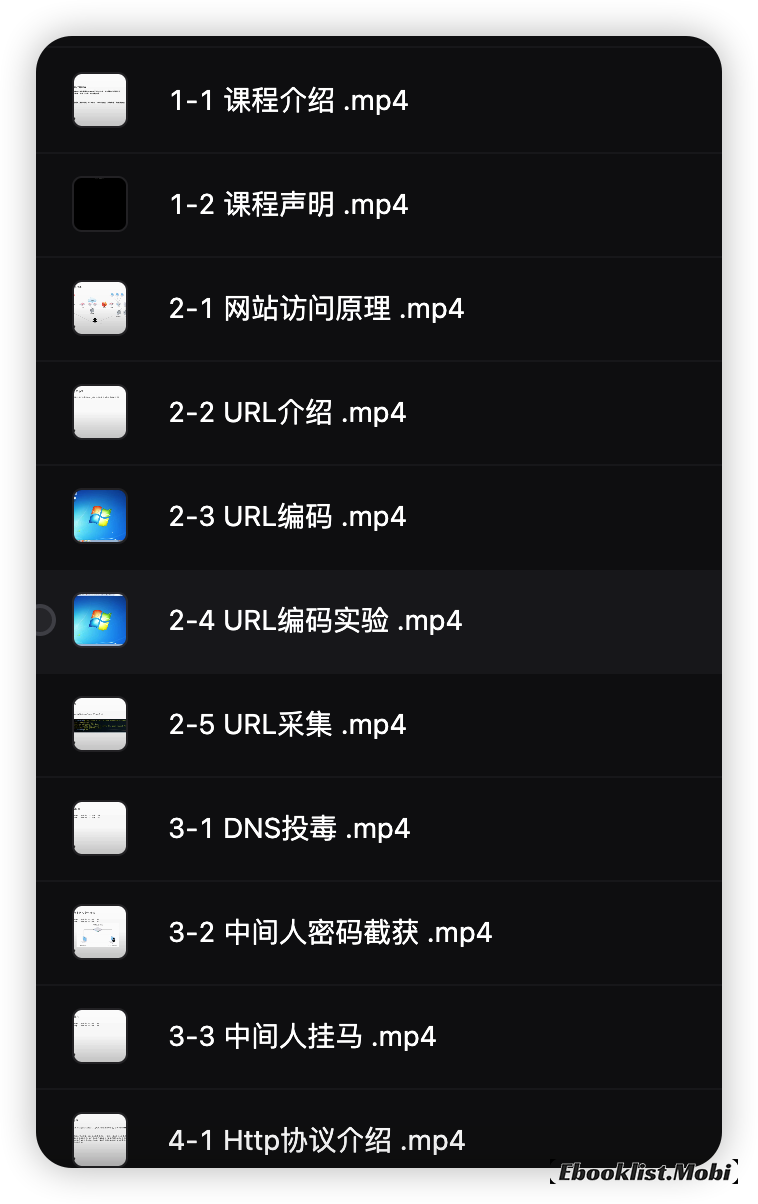 1-1 课程介绍 .mp4
1-2 课程声明 .mp4
2-1 网站访问原理 .mp4
2-2 URL介绍 .mp4
2-3 URL编码 .mp4
2-4 URL编码实验 .mp4
2-5 URL采集 .mp4
3-1 DNS投毒 .mp4
3-2 中间人密码截获 .mp4
3-3 中间人挂马 .mp4
4-1 Http协议介绍 .mp4
【Ebooklist.Mobi】